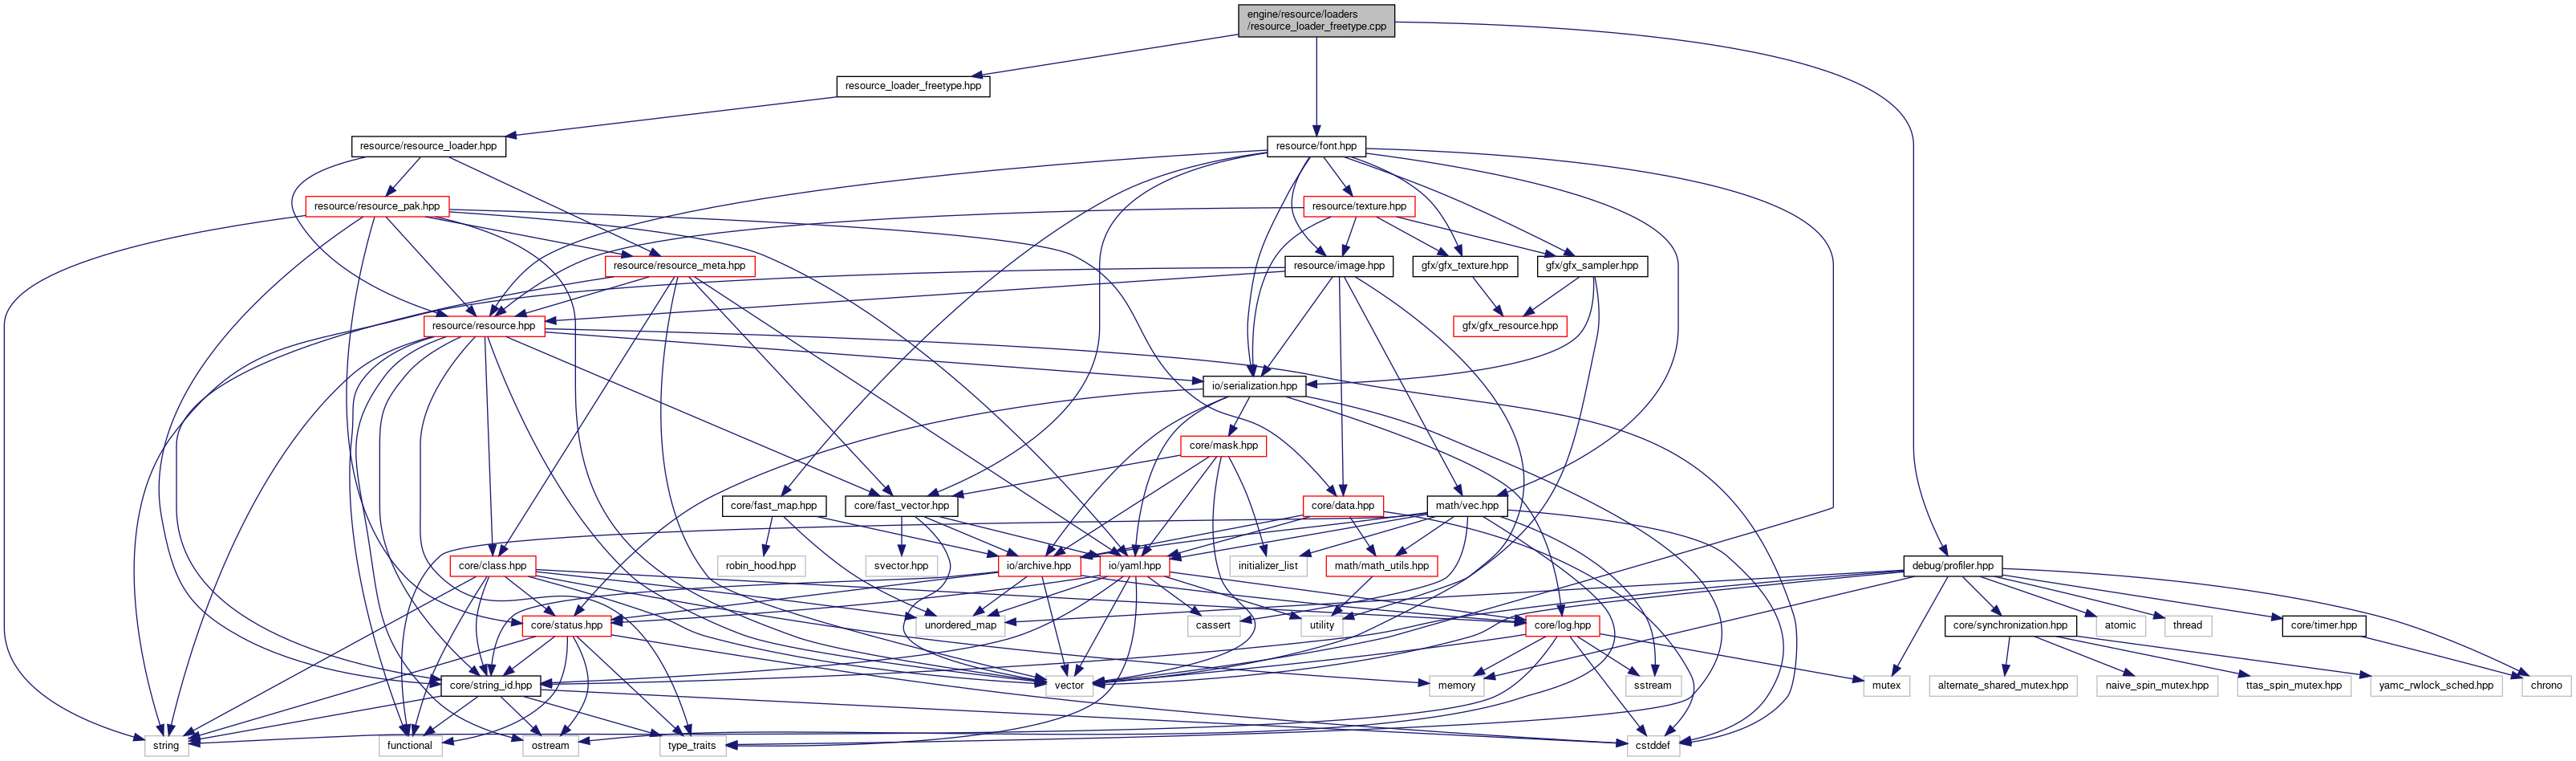 engine/resource/loaders
/resource_loader_freetype.cpp
resource_loader_freetype.hpp
resource/resource_loader.hpp
resource/font.hpp
resource/resource_pak.hpp
resource/texture.hpp
resource/resource_meta.hpp
resource/image.hpp
gfx/gfx_texture.hpp
gfx/gfx_sampler.hpp
resource/resource.hpp
gfx/gfx_resource.hpp
io/serialization.hpp
core/mask.hpp
core/fast_map.hpp
core/fast_vector.hpp
core/data.hpp
math/vec.hpp
core/class.hpp
robin_hood.hpp
svector.hpp
io/archive.hpp
io/yaml.hpp
initializer_list
math/math_utils.hpp
debug/profiler.hpp
core/status.hpp
unordered_map
cassert
utility
core/log.hpp
core/synchronization.hpp
atomic
thread
core/timer.hpp
core/string_id.hpp
vector
memory
sstream
mutex
alternate_shared_mutex.hpp
naive_spin_mutex.hpp
ttas_spin_mutex.hpp
yamc_rwlock_sched.hpp
chrono
string
functional
ostream
type_traits
cstddef